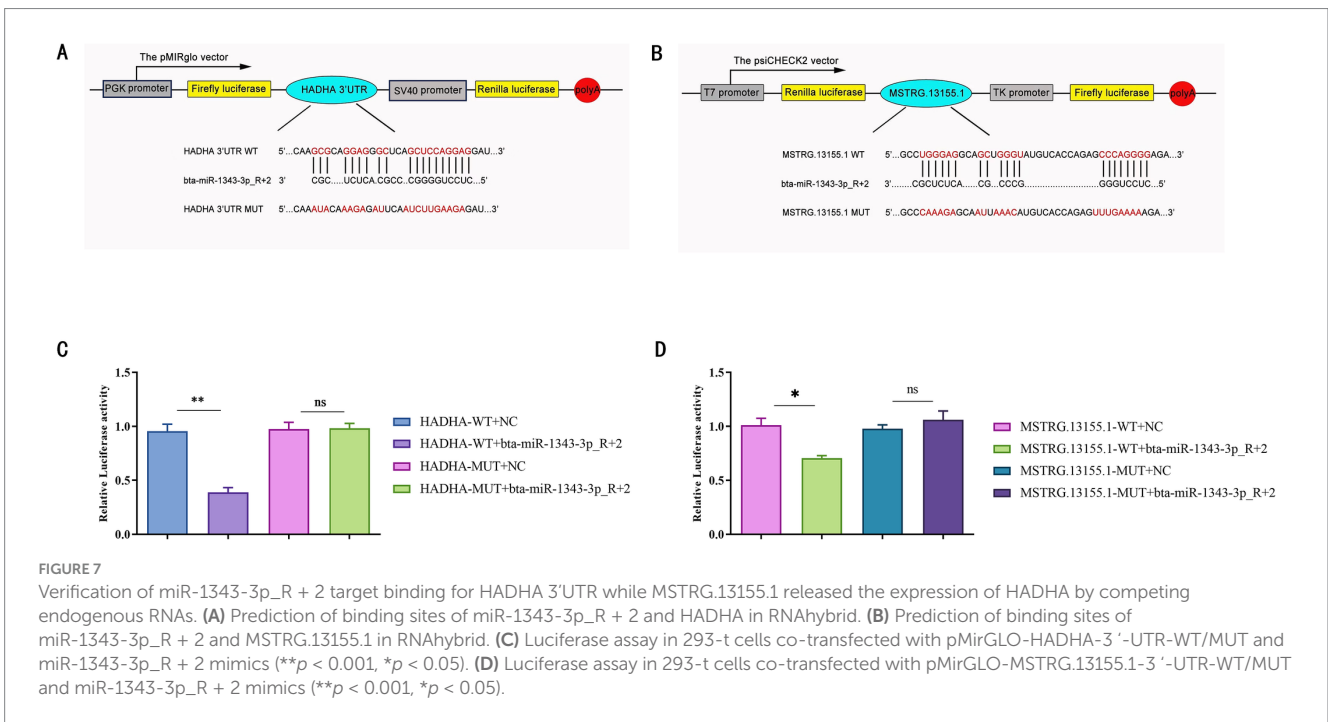 A
The pMIRglo vector
PGK promoter Firefly luciferase HADHA 3'UTR SV40 promoter Renilla luciferase polyA
HADHA 3'UTR WT 5'...CAAGCGCAGGAGGGCUCAGCUCCAGGAGGAU...3'
bta-miR-1343-3p_R+2 3' CGC.....UCUCA.CGCC..CGGGGUCCUC...5'
HADHA 3'UTR MUT 5'...CAAAUACAAAGAGAUUCAAUCUUGAAGAGAU...3'
B
The psiCHECK2 vector
T7 promoter Renilla luciferase MSTRG.13155.1 TK promoter Firefly luciferase polyA
MSTRG.13155.1 WT 5'...GCCUGGGAGGCAGCUGGGUAUGUCACCAGAGCCCAGGGGAGA...3'
bta-miR-1343-3p_R+2 3'........CGCUCUCA......CG...CCCG..............................GGGUCCUC...5'
MSTRG.13155.1 MUT 5'...GCCCAAAGAGCAAUUAAACAUGUCACCAGAGUUUGAAAAAGA...3'
C
Relative Luciferase activity
1.5
1.0
0.5
0.0
** ns
HADHA-WT+NC
HADHA-WT+bta-miR-1343-3p_R+2
HADHA-MUT+NC
HADHA-MUT+bta-miR-1343-3p_R+2
D
Relative Luciferase activity
1.5
1.0
0.5
0.0
* ns
MSTRG.13155.1-WT+NC
MSTRG.13155.1-WT+bta-miR-1343-3p_R+2
MSTRG.13155.1-MUT+NC
MSTRG.13155.1-MUT+bta-miR-1343-3p_R+2
FIGURE 7
Verification of miR-1343-3p_R + 2 target binding for HADHA 3'UTR while MSTRG.13155.1 released the expression of HADHA by competing
endogenous RNAs. (A) Prediction of binding sites of miR-1343-3p_R + 2 and HADHA in RNAhybrid. (B) Prediction of binding sites of
miR-1343-3p_R + 2 and MSTRG.13155.1 in RNAhybrid. (C) Luciferase assay in 293-t cells co-transfected with pMirGLO-HADHA-3 '-UTR-WT/MUT and
miR-1343-3p_R + 2 mimics (**p < 0.001, *p < 0.05). (D) Luciferase assay in 293-t cells co-transfected with pMirGLO-MSTRG.13155.1-3 '-UTR-WT/MUT
and miR-1343-3p_R + 2 mimics (**p < 0.001, *p < 0.05).